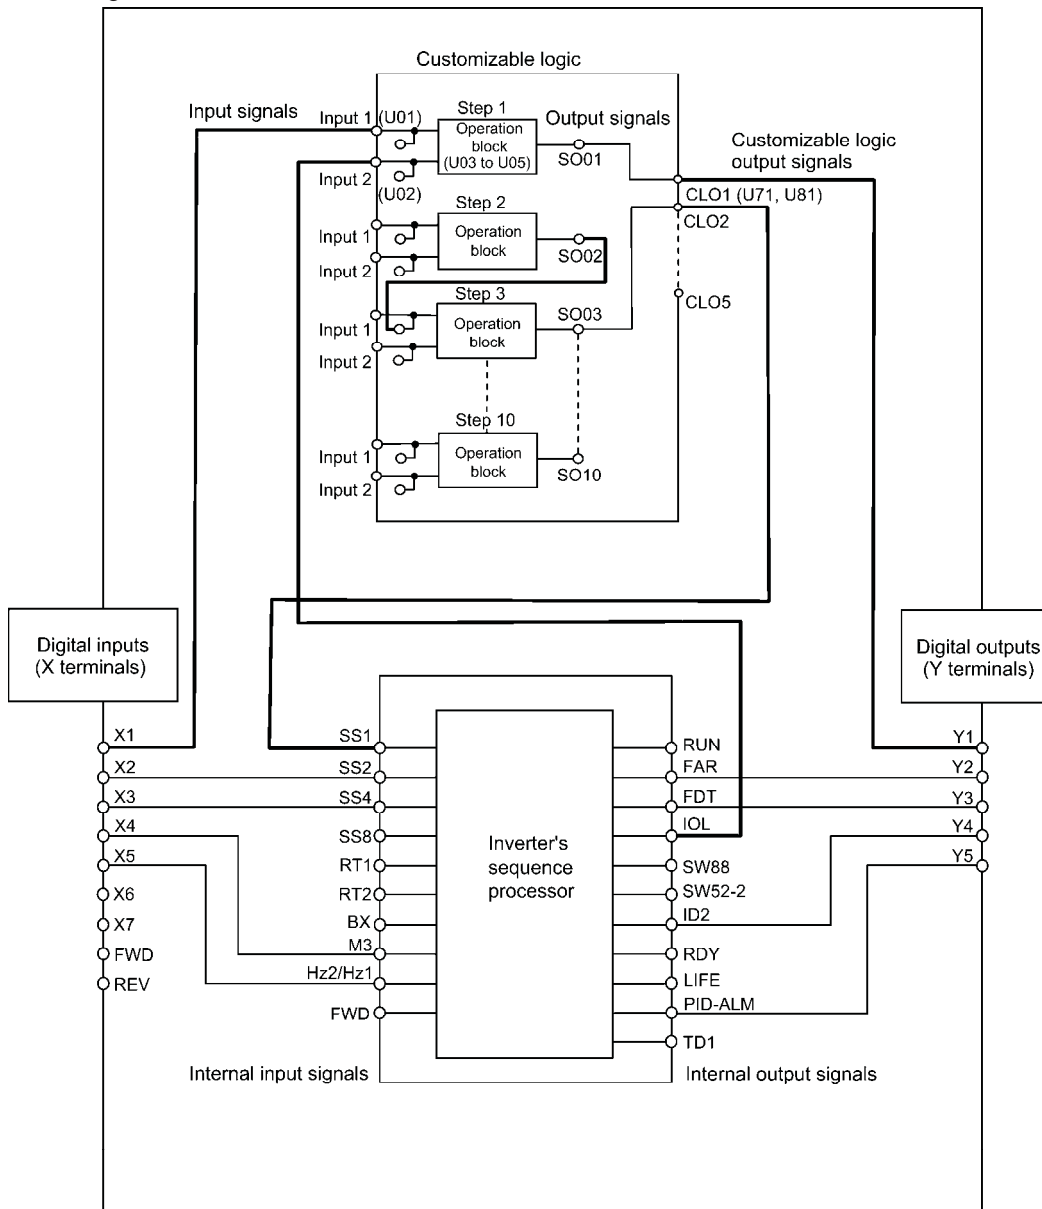 Customizable logic
Input signals
Input 1 (U01)
Step 1
Operation
block
(U03 to U05)
Output signals
SO01
Input 2
(U02)
Customizable logic
output signals
CLO1 (U71, U81)
CLO2
CLO5
Step 2
Input 1
Operation
block
SO02
Input 2
Step 3
Input 1
Operation
block
SO03
Input 2
Step 10
Input 1
Operation
block
SO10
Input 2
Digital inputs
(X terminals)
Digital outputs
(Y terminals)
X1
X2
X3
X4
X5
X6
X7
FWD
REV
SS1
SS2
SS4
SS8
RT1
RT2
BX
M3
Hz2/Hz1
FWD
Inverter's
sequence
processor
RUN
FAR
FDT
IOL
SW88
SW52-2
ID2
RDY
LIFE
PID-ALM
TD1
Y1
Y2
Y3
Y4
Y5
Internal input signals
Internal output signals